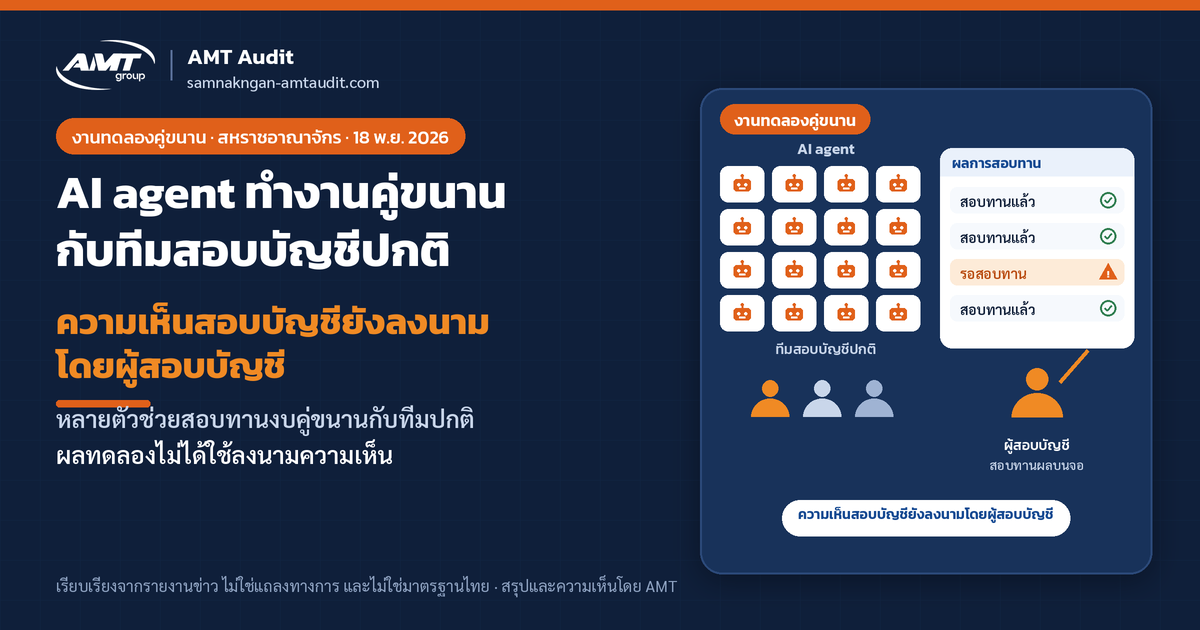 AMT
group
AMT Audit
samnakngan-amtaudit.com
งานทดลองคู่ขนาน · สหราชอาณาจักร · 18 พ.ย. 2026
AI agent ทำงานคู่ขนาน
กับทีมสอบบัญชีปกติ
ความเห็นสอบบัญชียังลงนาม
โดยผู้สอบบัญชี
หลายตัวช่วยสอบทานงบคู่ขนานกับทีมปกติ
ผลทดลองไม่ได้ใช้ลงนามความเห็น
งานทดลองคู่ขนาน
AI agent
ทีมสอบบัญชีปกติ
ผลการสอบทาน
สอบทานแล้ว
สอบทานแล้ว
รอสอบทาน
สอบทานแล้ว
ผู้สอบบัญชี
สอบทานผลบนจอ
ความเห็นสอบบัญชียังลงนามโดยผู้สอบบัญชี
เรียบเรียงจากรายงานข่าว ไม่ใช่แถลงทางการ และไม่ใช่มาตรฐานไทย · สรุปและความเห็นโดย AMT